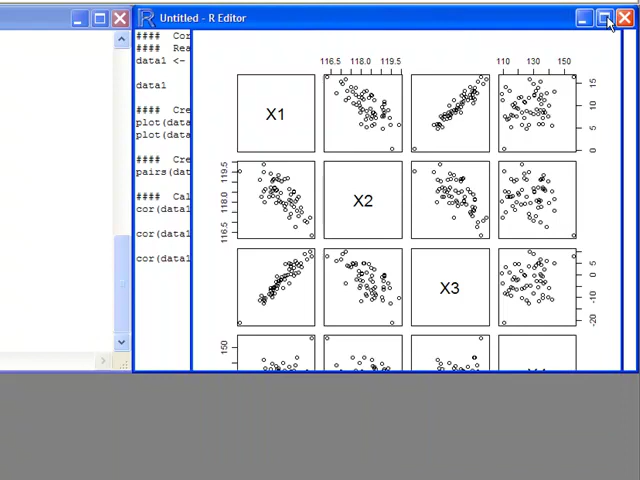 Untitled - R Editor
#### Cor
#### Rea
data1 <-
data1
#### Cre
plot(data
plot(data
#### Cre
pairs(dat
#### Cal
cor(data1
cor(data1
cor(data1
116.5 118.0 119.5
110 130 150
X1
0 5 10 15
116.5 118.0 119.5
X2
X3
-20 -10 0 5
150